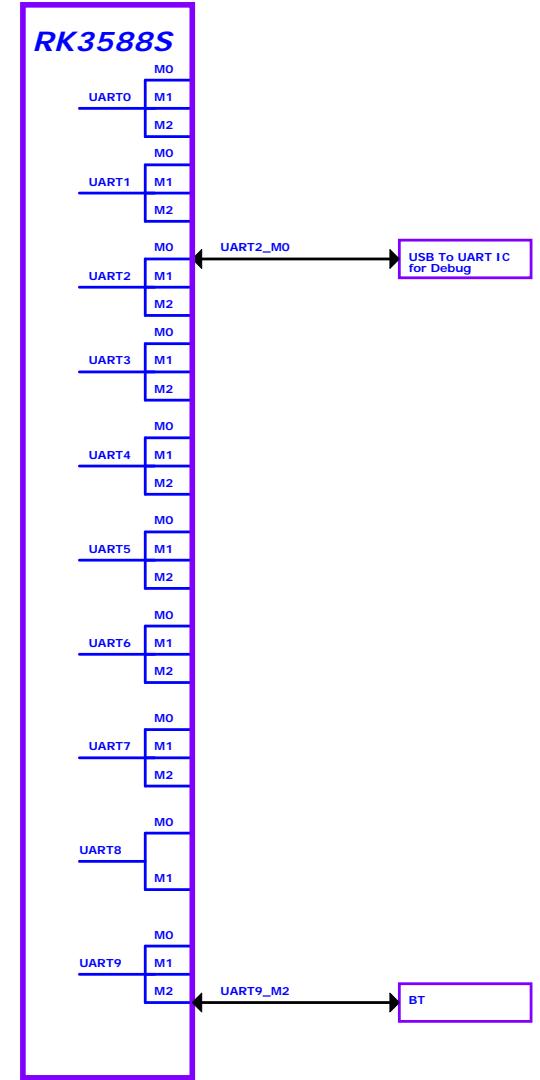 RK3588S
M0
UART0 M1
M2
M0
UART1 M1
M2
M0 UART2_M0
USB To UART IC
for Debug
UART2 M1
M2
M0
UART3 M1
M2
M0
UART4 M1
M2
M0
UART5 M1
M2
M0
UART6 M1
M2
M0
UART7 M1
M2
M0
UART8
M1
M0
UART9 M1
M2 UART9_M2 BT